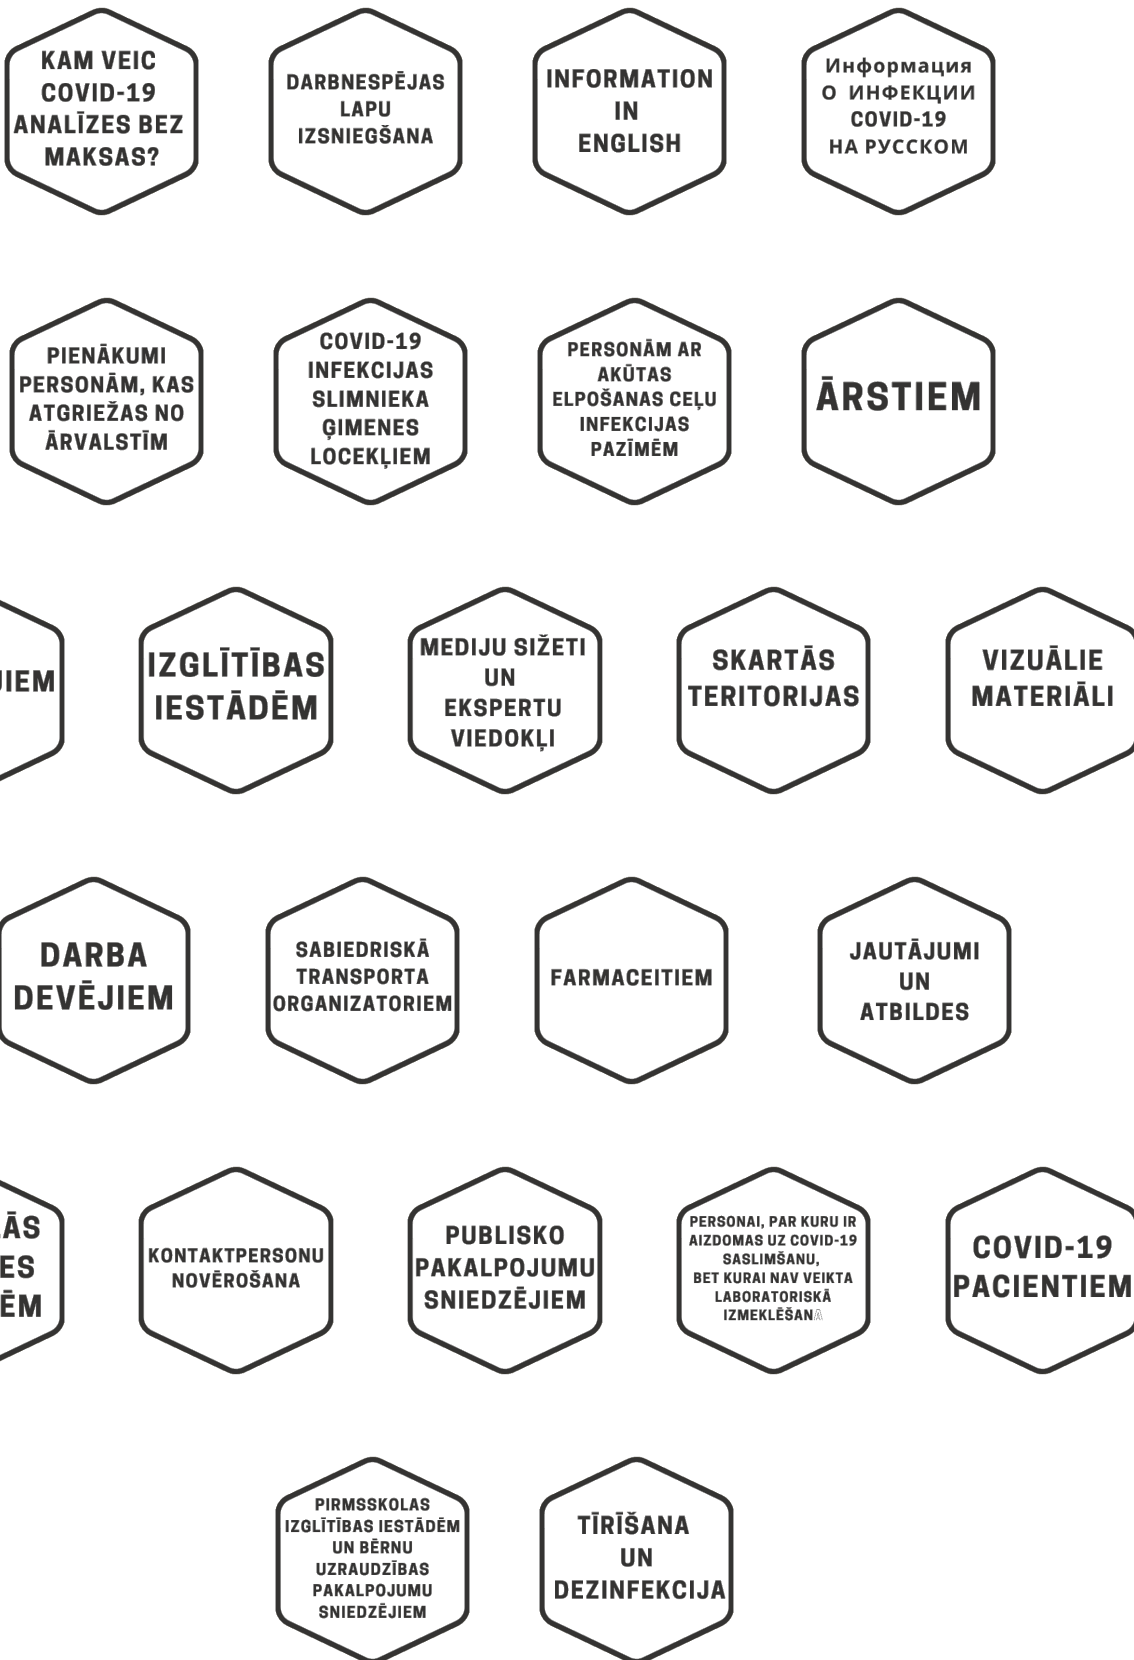 KAM VEIC
COVID-19
ANALĪZES BEZ
MAKSAS?
DARBNESPĒJAS
LAPU
IZSNIEGŠANA
INFORMATION
IN
ENGLISH
Информация
О ИНФЕКЦИИ
COVID-19
НА РУССКОМ
PIENĀKUMI
PERSONĀM, KAS
ATGRIEŽAS NO
ĀRVALSTĪM
COVID-19
INFEKCIJAS
SLIMNIEKA
ĢIMENES
LOCEKĻIEM
PERSONĀM AR
AKŪTAS
ELPOŠANAS CEĻU
INFEKCIJAS
PAZĪMĒM
ĀRSTIEM
JIEM
IZGLĪTĪBAS
IESTĀDĒM
MEDIJU SIŽETI
UN
EKSPERTU
VIEDOKĻI
SKARTĀS
TERITORIJAS
VIZUĀLIE
MATERIĀLI
DARBA
DEVĒJIEM
SABIEDRISKĀ
TRANSPORTA
ORGANIZATORIEM
FARMACEITIEM
JAUTĀJUMI
UN
ATBILDES
ĀS
ES
ĒM
KONTAKTPERSONU
NOVĒROŠANA
PUBLISKO
PAKALPOJUMU
SNIEDZĒJIEM
PERSONAI, PAR KURU IR
AIZDOMAS UZ COVID-19
SASLIMŠANU,
BET KURAI NAV VEIKTA
LABORATORISKĀ
IZMEKLĒŠANA
COVID-19
PACIENTIEM
PIRMSSKOLAS
IZGLĪTĪBAS IESTĀDĒM
UN BĒRNU
UZRAUDZĪBAS
PAKALPOJUMU
SNIEDZĒJIEM
TĪRĪŠANA
UN
DEZINFEKCIJA